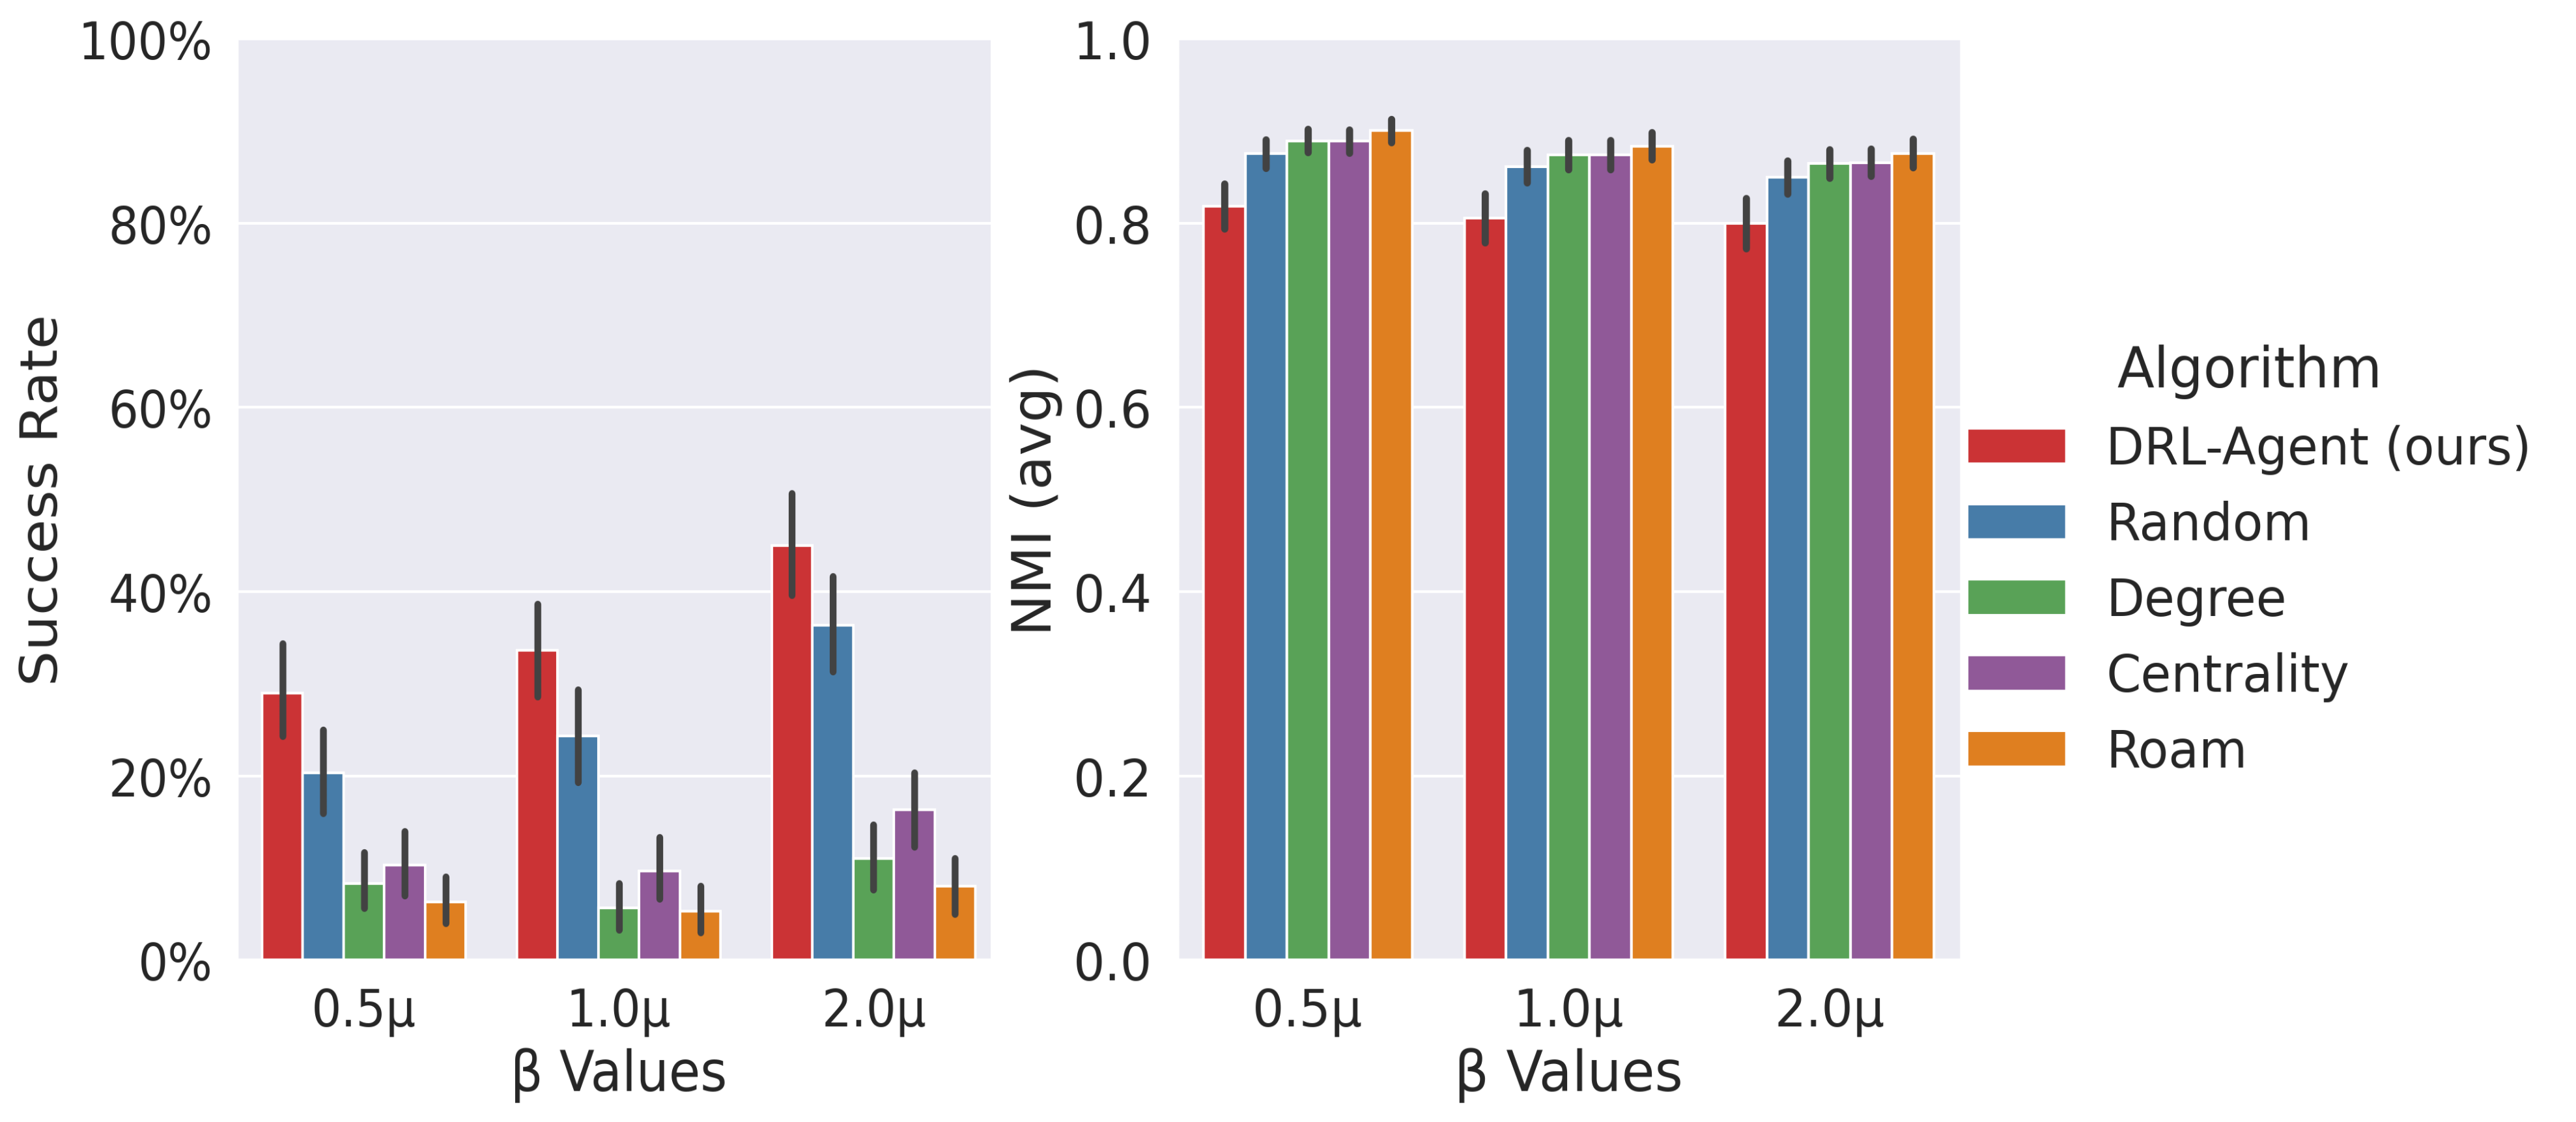 100%
80%
60%
40%
20%
0%
Success Rate
0.5μ 1.0μ 2.0μ
β Values
1.0
0.8
0.6
0.4
0.2
0.0
NMI (avg)
0.5μ 1.0μ 2.0μ
β Values
Algorithm
DRL-Agent (ours)
Random
Degree
Centrality
Roam